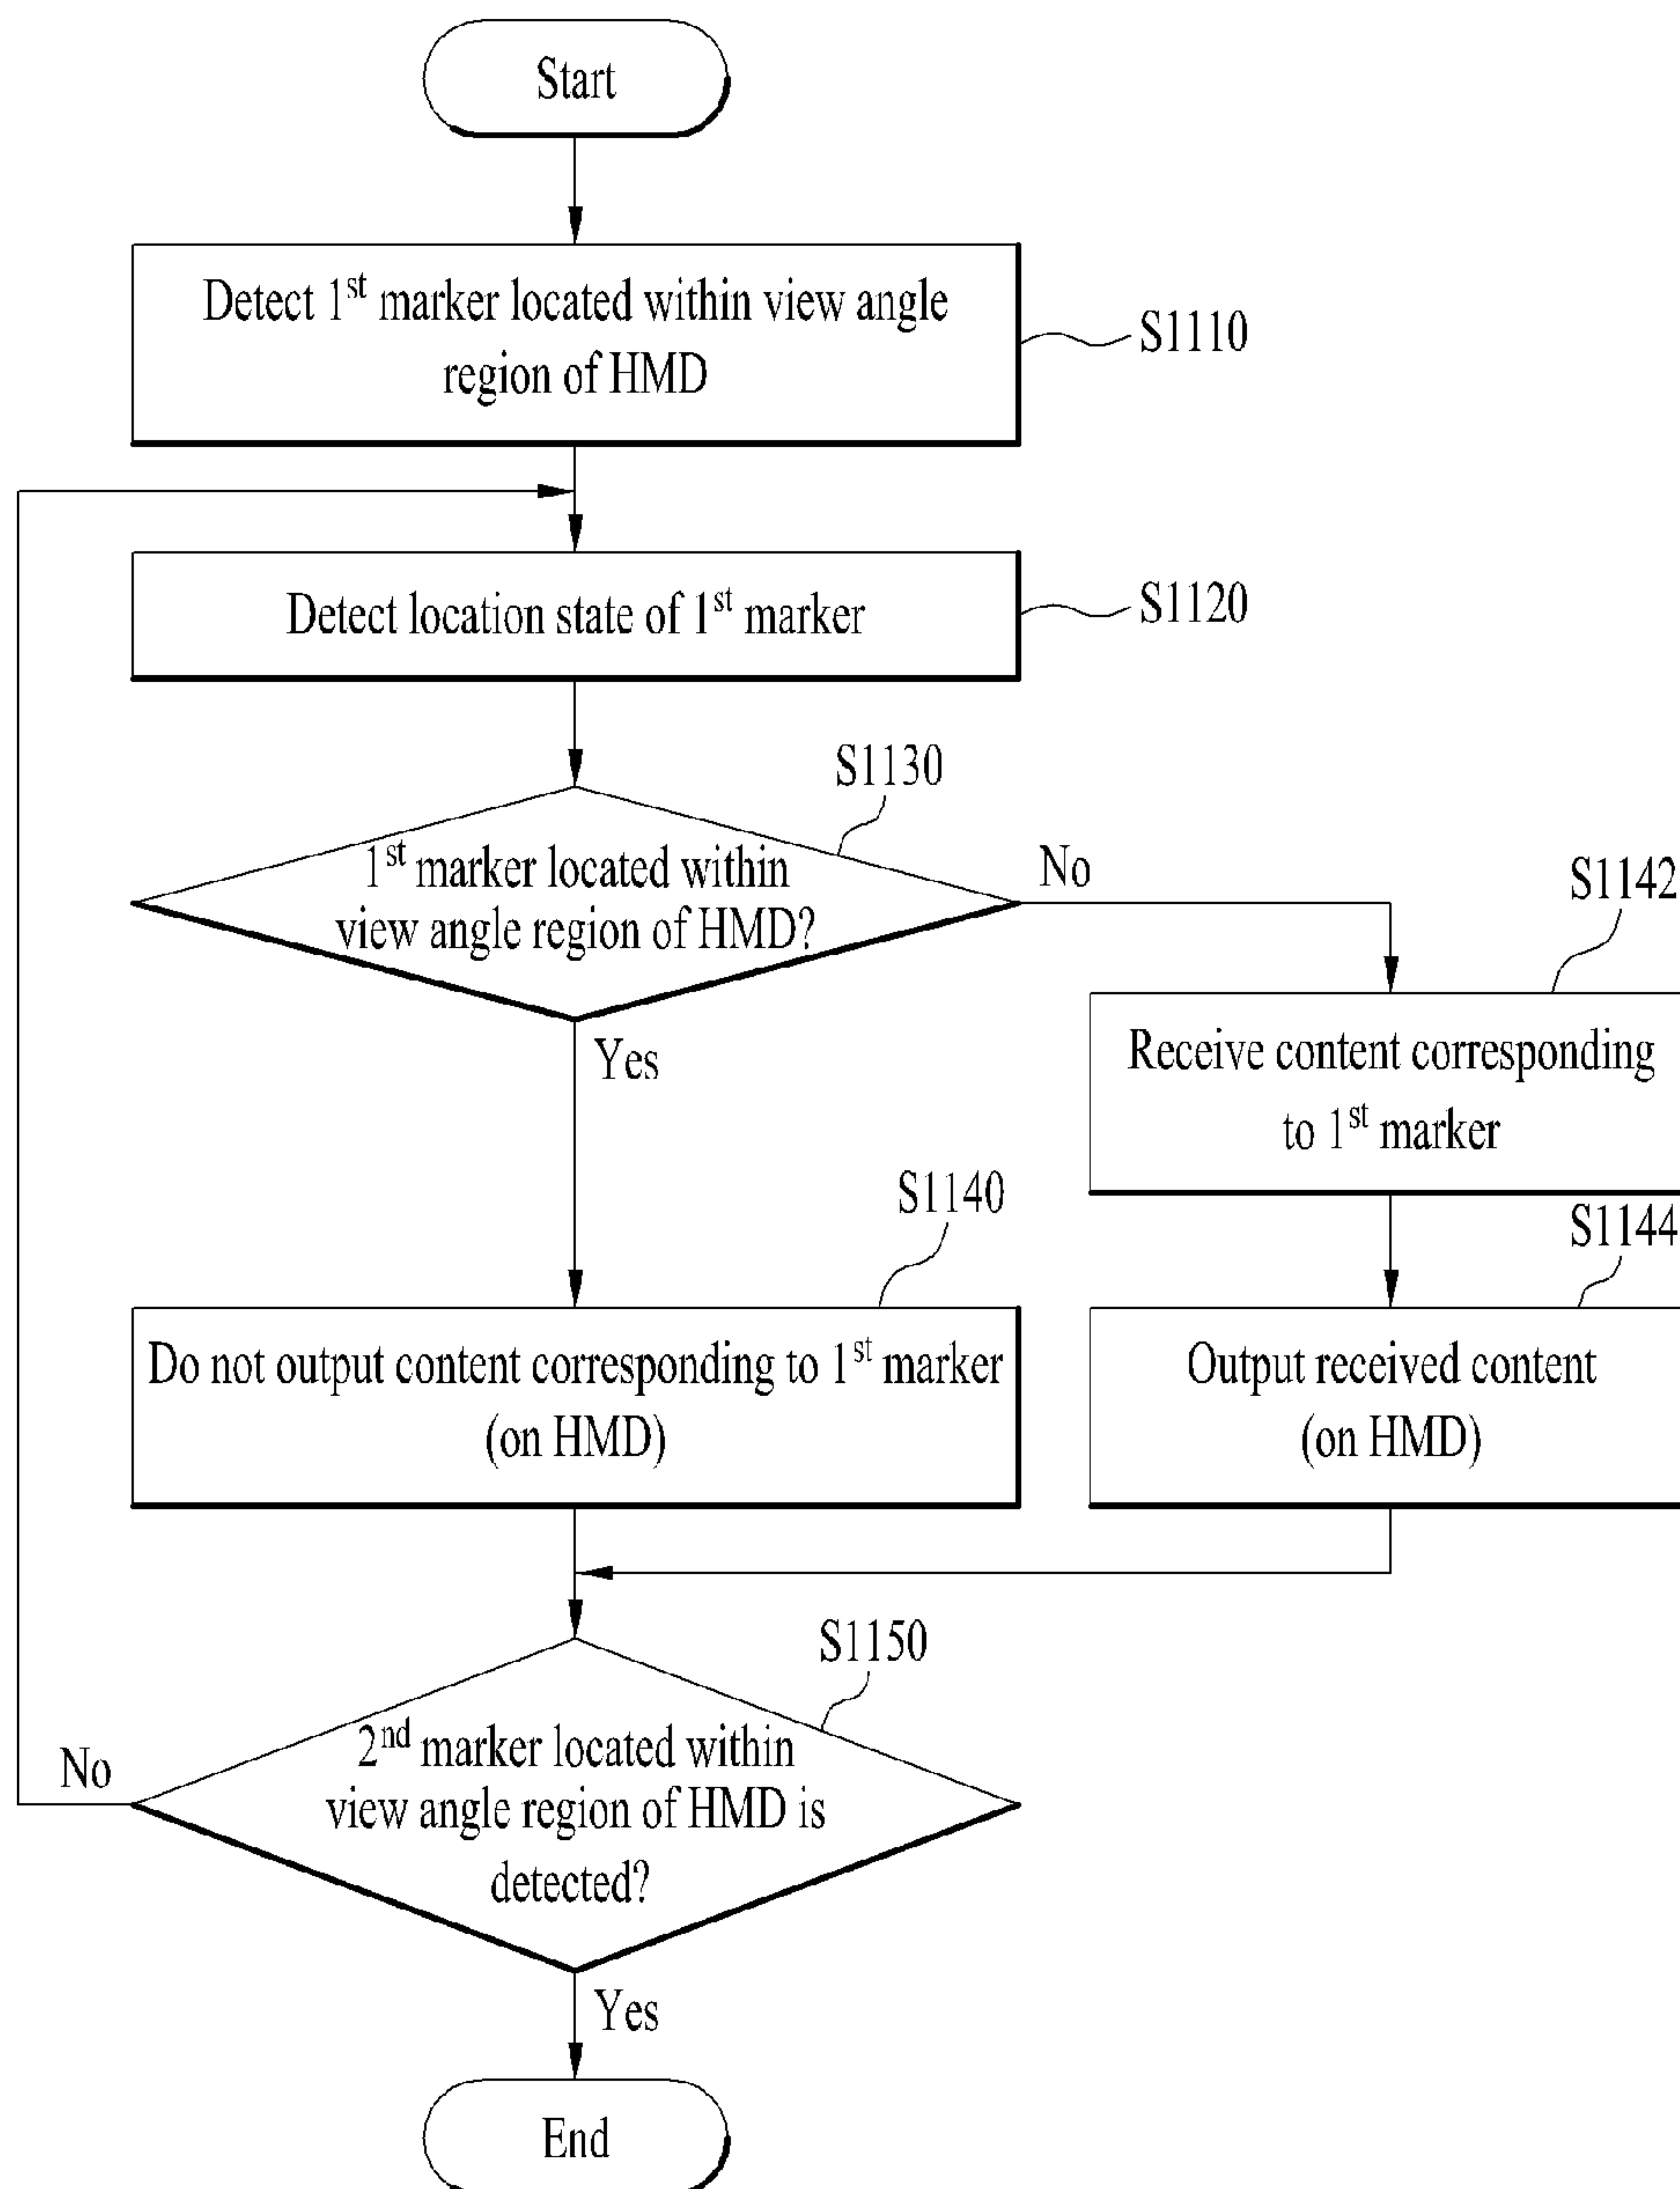 Start
Detect 1st marker located within view angle
region of HMD
S1110
Detect location state of 1st marker
S1120
S1130
1st marker located within
view angle region of HMD?
No
Yes
S1142
Receive content corresponding
to 1st marker
S1140
Do not output content corresponding to 1st marker
(on HMD)
S1144
Output received content
(on HMD)
S1150
2nd marker located within
view angle region of HMD is
detected?
No
Yes
End